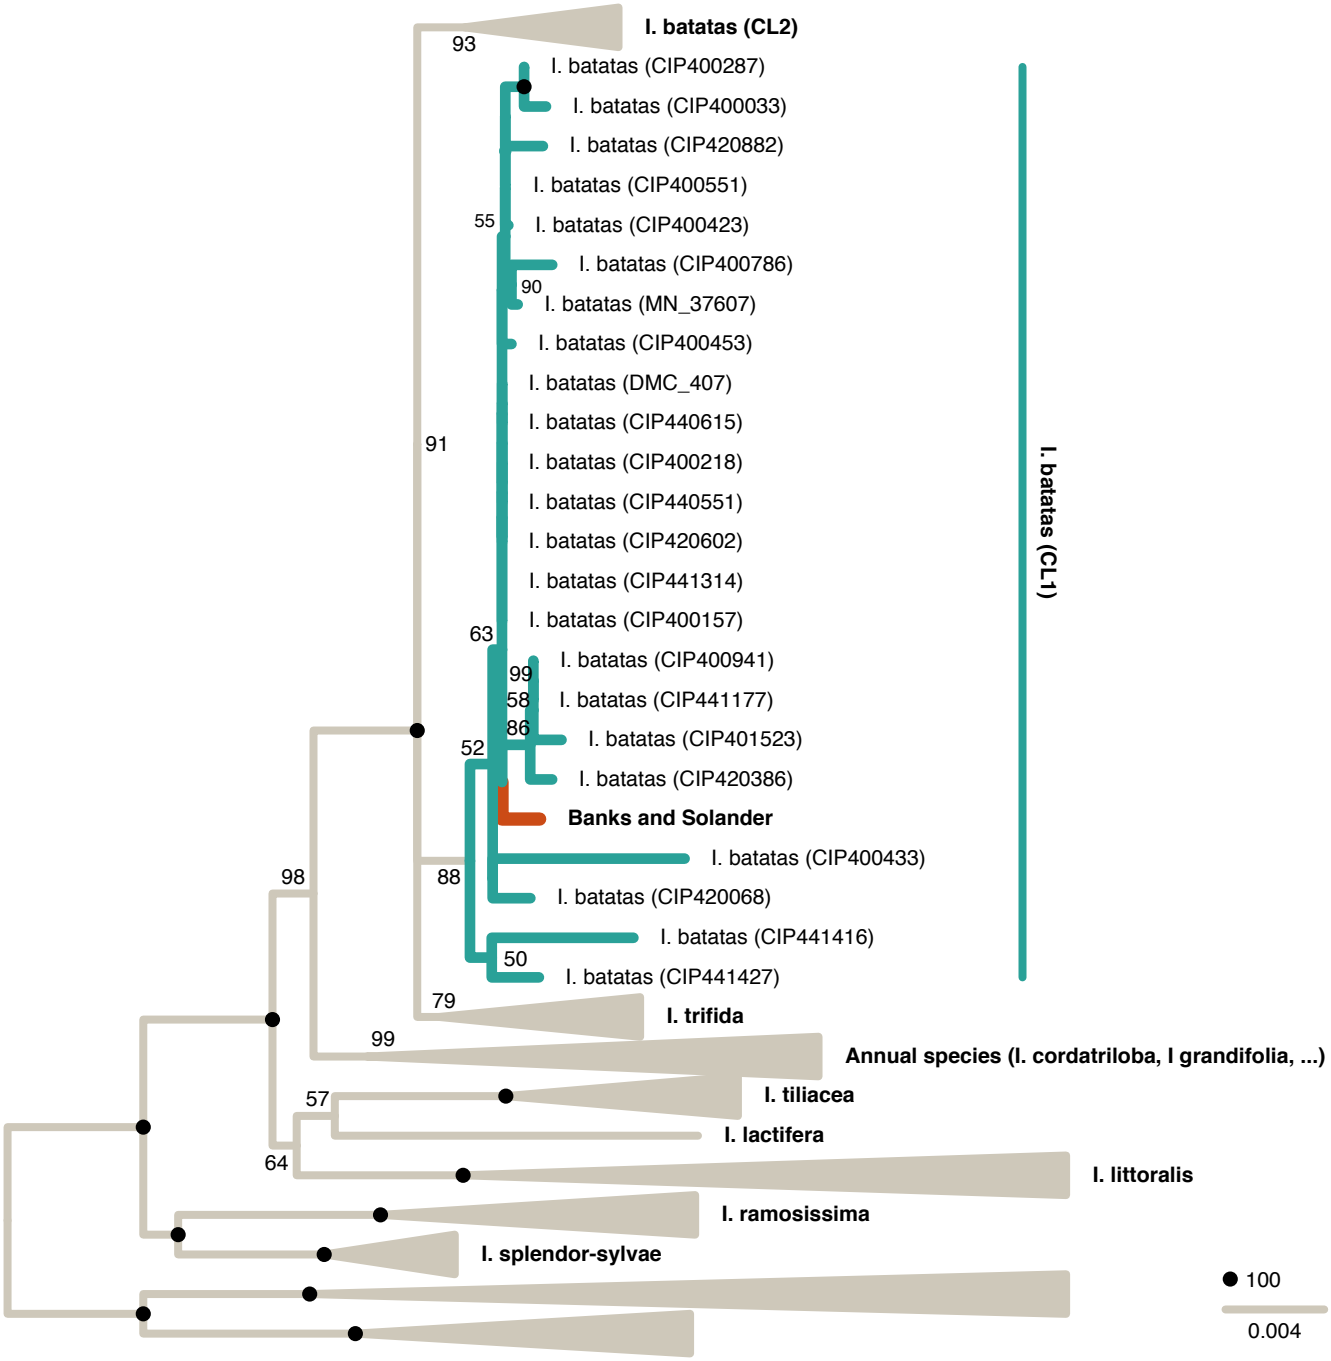 I. batatas (CL2)
93
I. batatas (CIP400287)
I. batatas (CIP400033)
I. batatas (CIP420882)
I. batatas (CIP400551)
55
I. batatas (CIP400423)
I. batatas (CIP400786)
90
I. batatas (MN_37607)
I. batatas (CIP400453)
I. batatas (DMC_407)
I. batatas (CIP440615)
91
I. batatas (CIP400218)
I. batatas (CIP440551)
I. batatas (CL1)
I. batatas (CIP420602)
I. batatas (CIP441314)
I. batatas (CIP400157)
63
I. batatas (CIP400941)
99
I. batatas (CIP441177)
58
86
I. batatas (CIP401523)
52
I. batatas (CIP420386)
Banks and Solander
I. batatas (CIP400433)
98
88
I. batatas (CIP420068)
I. batatas (CIP441416)
50
I. batatas (CIP441427)
79
I. trifida
99
Annual species (I. cordatriloba, I grandifolia, ...)
57
I. tiliacea
I. lactifera
64
I. littoralis
I. ramosissima
I. splendor-sylvae
100
0.004